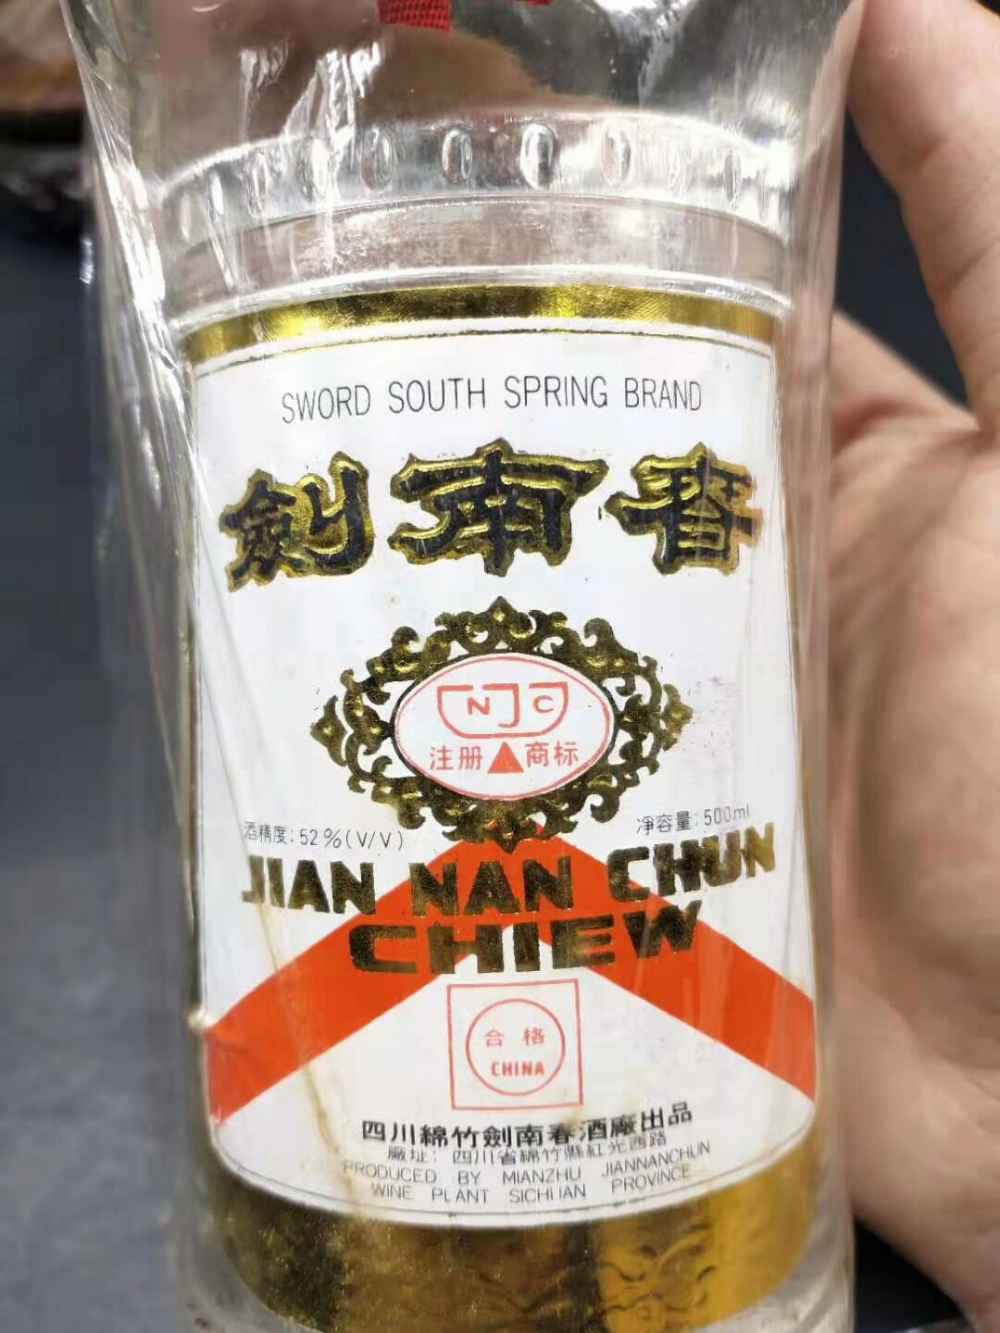 SWORD SOUTH SPRING BRAND
劍南春
NJC
注册 商标
酒精度:52%(V/V)
凈容量:500ml
JIAN NAN CHUN
CHIEW
合格
CHINA
四川綿竹劍南春酒廠出品
廠址:四川省綿竹縣紅光西路
PRODUCED BY MIANZHU JIANNANCHUN
WINE PLANT SICHUAN PROVINCE